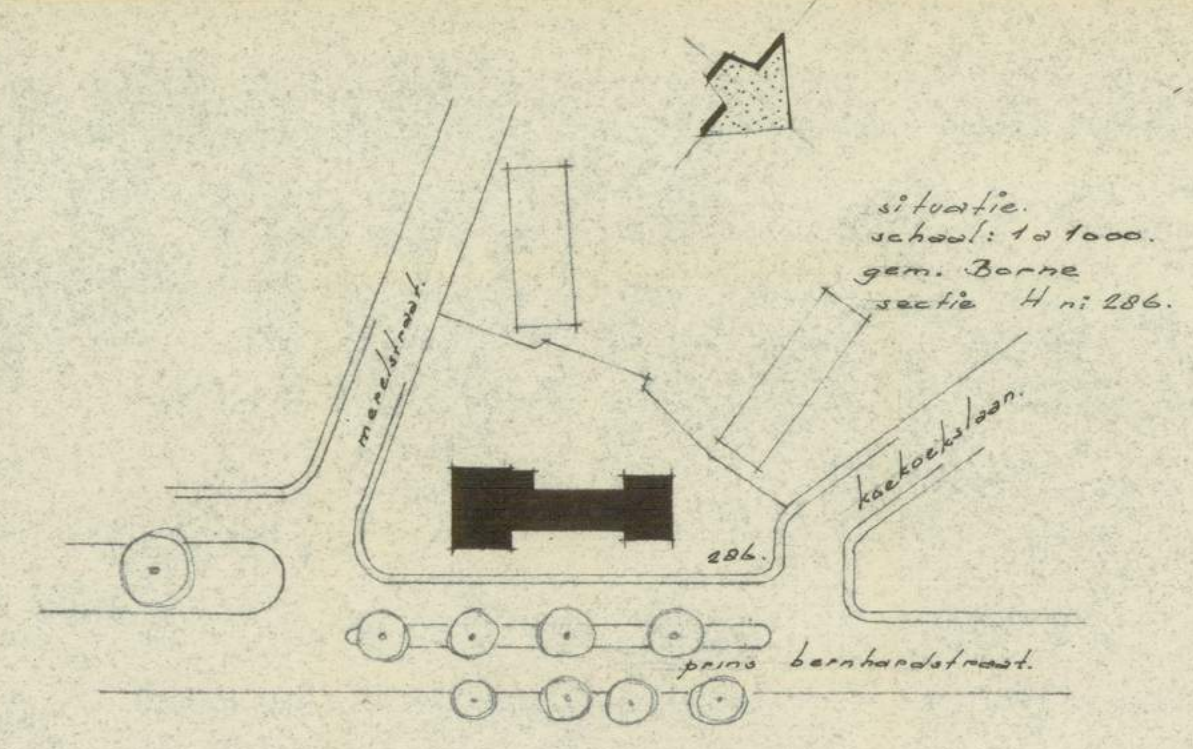 situatie.
schaal: 1 à 1000.
gem. Borne
sectie H n: 286.
merelstraat.
koekoekslaan.
286.
prins bernhardstraat.